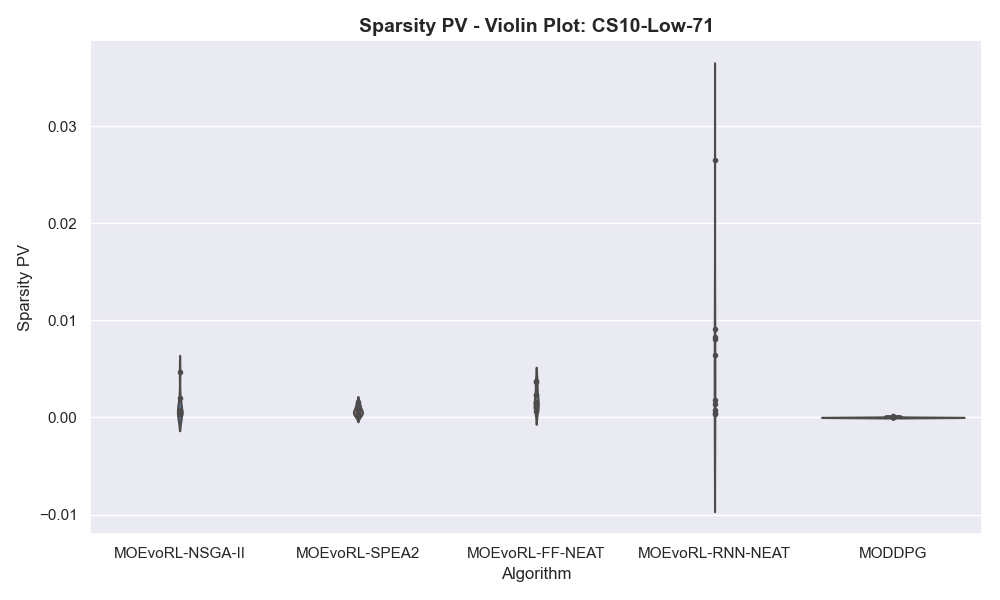 Sparsity PV - Violin Plot: CS10-Low-71
Sparsity PV
0.03
0.02
0.01
0.00
−0.01
MOEvoRL-NSGA-II
MOEvoRL-SPEA2
MOEvoRL-FF-NEAT
MOEvoRL-RNN-NEAT
MODDPG
Algorithm